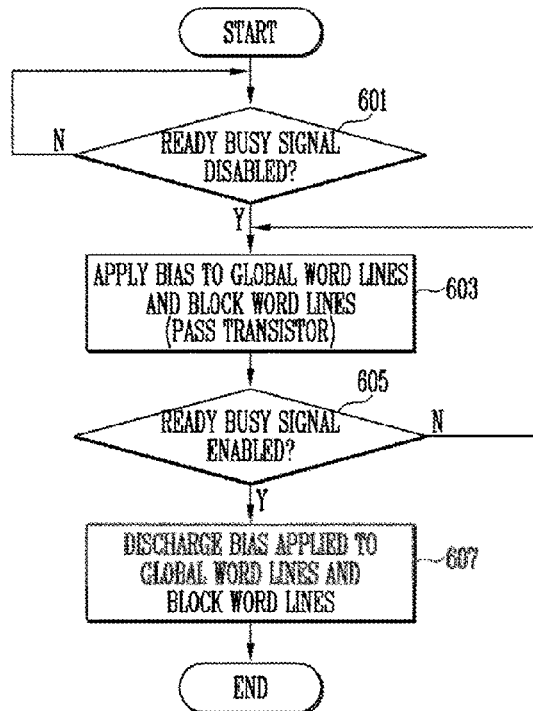 START
601
READY BUSY SIGNAL
DISABLED?
N
Y
APPLY BIAS TO GLOBAL WORD LINES
AND BLOCK WORD LINES
(PASS TRANSISTOR)
603
605
READY BUSY SIGNAL
ENABLED?
N
Y
DISCHARGE BIAS APPLIED TO
GLOBAL WORD LINES AND
BLOCK WORD LINES
607
END